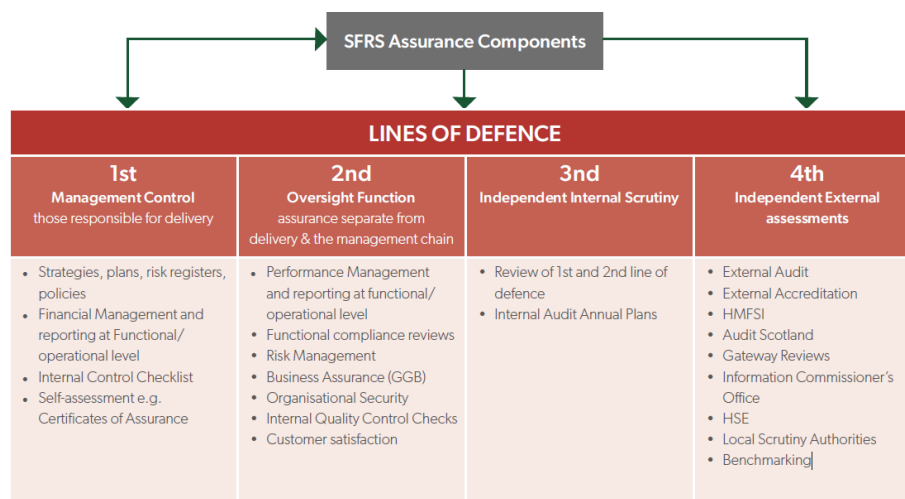 SFRS Assurance Components
LINES OF DEFENCE
1st
Management Control
those responsible for delivery
2nd
Oversight Function
assurance separate from
delivery & the management chain
3nd
Independent Internal Scrutiny
4th
Independent External
assessments
• Strategies, plans, risk registers,
policies
• Financial Management and
reporting at Functional/
operational level
• Internal Control Checklist
• Self-assessment e.g.
Certificates of Assurance
• Performance Management
and reporting at functional/
operational level
• Functional compliance reviews
• Risk Management
• Business Assurance (GGB)
• Organisational Security
• Internal Quality Control Checks
• Customer satisfaction
• Review of 1st and 2nd line of
defence
• Internal Audit Annual Plans
• External Audit
• External Accreditation
• HMFSI
• Audit Scotland
• Gateway Reviews
• Information Commissioner's
Office
• HSE
• Local Scrutiny Authorities
• Benchmarking